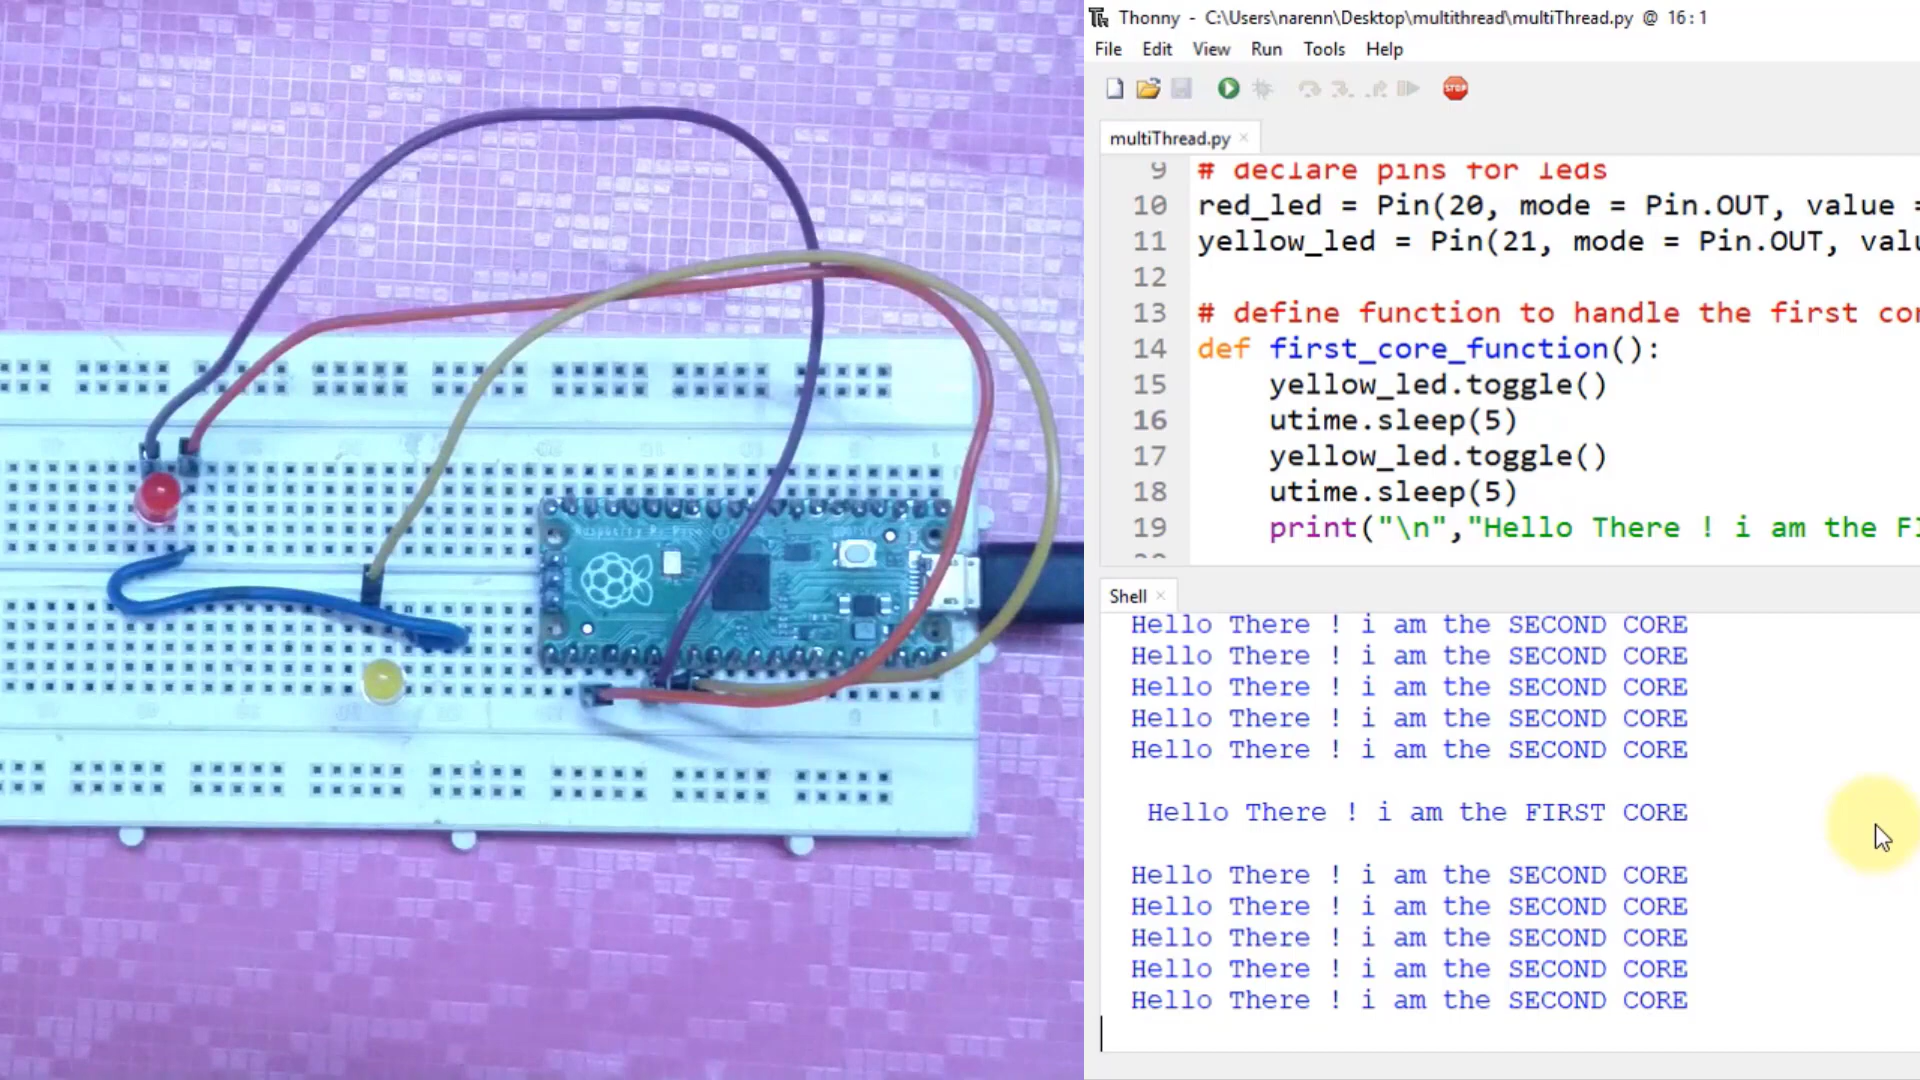 Raspberry Pi Pico
Thonny - C:\Users\narenn\Desktop\multithread\multiThread.py @ 16:1
File Edit View Run Tools Help
STOP
multiThread.py
9 # declare pins for leds
10 red_led = Pin(20, mode = Pin.OUT, value =
11 yellow_led = Pin(21, mode = Pin.OUT, valu
12
13 # define function to handle the first cor
14 def first_core_function():
15 yellow_led.toggle()
16 utime.sleep(5)
17 yellow_led.toggle()
18 utime.sleep(5)
19 print("\n","Hello There ! i am the FI
Shell
Hello There ! i am the SECOND CORE
Hello There ! i am the SECOND CORE
Hello There ! i am the SECOND CORE
Hello There ! i am the SECOND CORE
Hello There ! i am the SECOND CORE
Hello There ! i am the FIRST CORE
Hello There ! i am the SECOND CORE
Hello There ! i am the SECOND CORE
Hello There ! i am the SECOND CORE
Hello There ! i am the SECOND CORE
Hello There ! i am the SECOND CORE